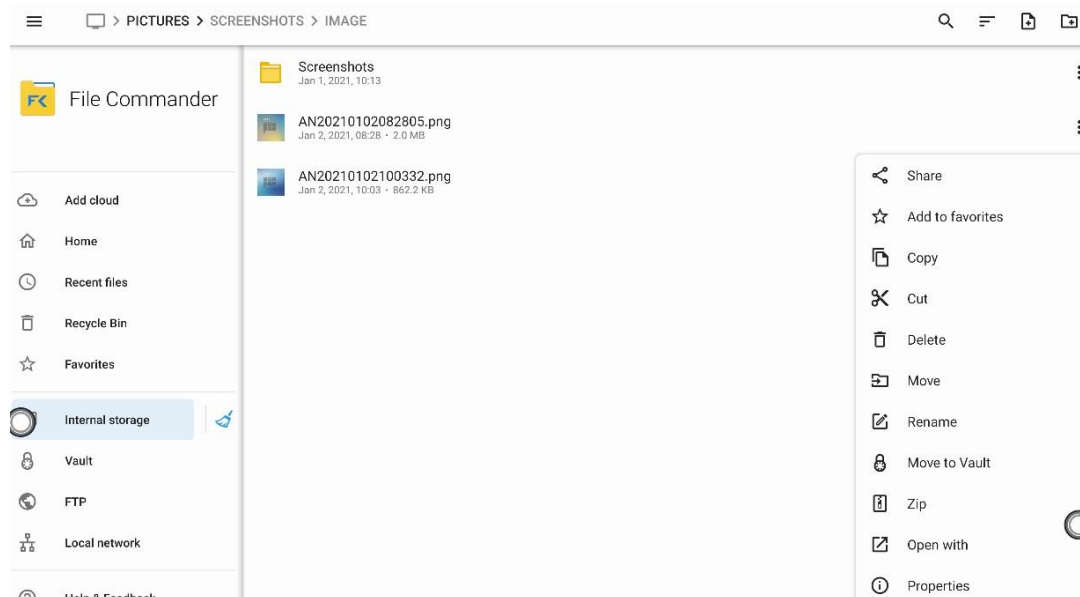 > PICTURES > SCREENSHOTS > IMAGE
FK File Commander
Add cloud
Home
Recent files
Recycle Bin
Favorites
Internal storage
Vault
FTP
Local network
Screenshots
Jan 1, 2021, 10:13
AN20210102082805.png
Jan 2, 2021, 08:28 • 2.0 MB
AN20210102100332.png
Jan 2, 2021, 10:03 • 862.2 KB
Share
Add to favorites
Copy
Cut
Delete
Move
Rename
Move to Vault
Zip
Open with
Properties